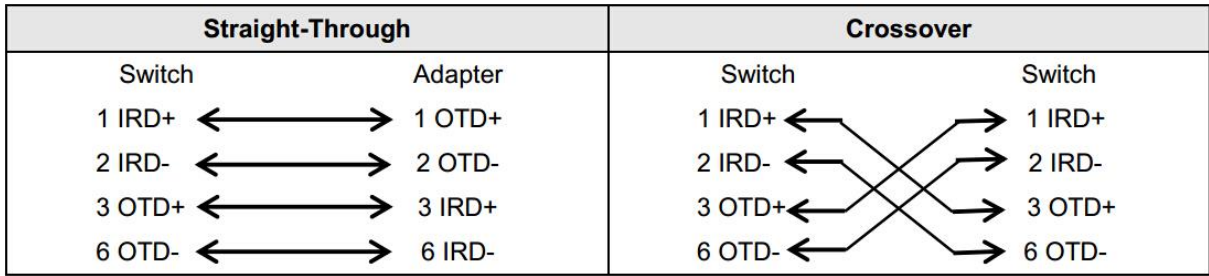 Straight-Through Crossover
Switch Adapter Switch Switch
1 IRD+ 1 OTD+ 1 IRD+ 1 IRD+
2 IRD- 2 OTD- 2 IRD- 2 IRD-
3 OTD+ 3 IRD+ 3 OTD+ 3 OTD+
6 OTD- 6 IRD- 6 OTD- 6 OTD-